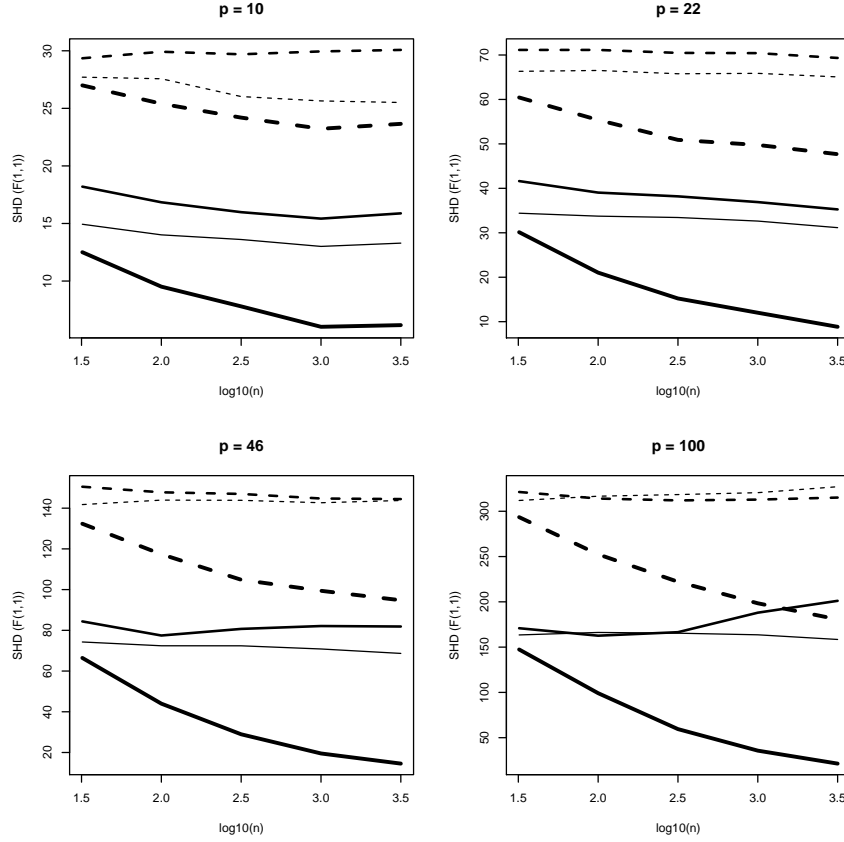 p = 10
SHD (F(1,1))
30
25
20
15
10
1.5 2.0 2.5 3.0 3.5
log10(n)
p = 22
SHD (F(1,1))
70
60
50
40
30
20
10
1.5 2.0 2.5 3.0 3.5
log10(n)
p = 46
SHD (F(1,1))
140
120
100
80
60
40
20
1.5 2.0 2.5 3.0 3.5
log10(n)
p = 100
SHD (F(1,1))
300
250
200
150
100
50
1.5 2.0 2.5 3.0 3.5
log10(n)